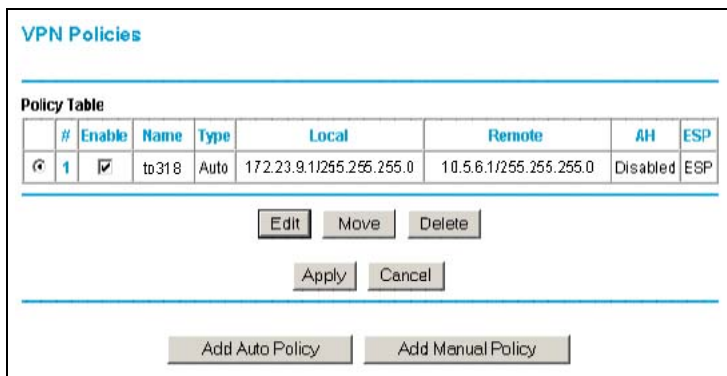 VPN Policies
Policy Table
# Enable Name Type Local Remote AH ESP
1 to318 Auto 172.23.9.1/255.255.255.0 10.5.6.1/255.255.255.0 Disabled ESP
Edit Move Delete
Apply Cancel
Add Auto Policy Add Manual Policy